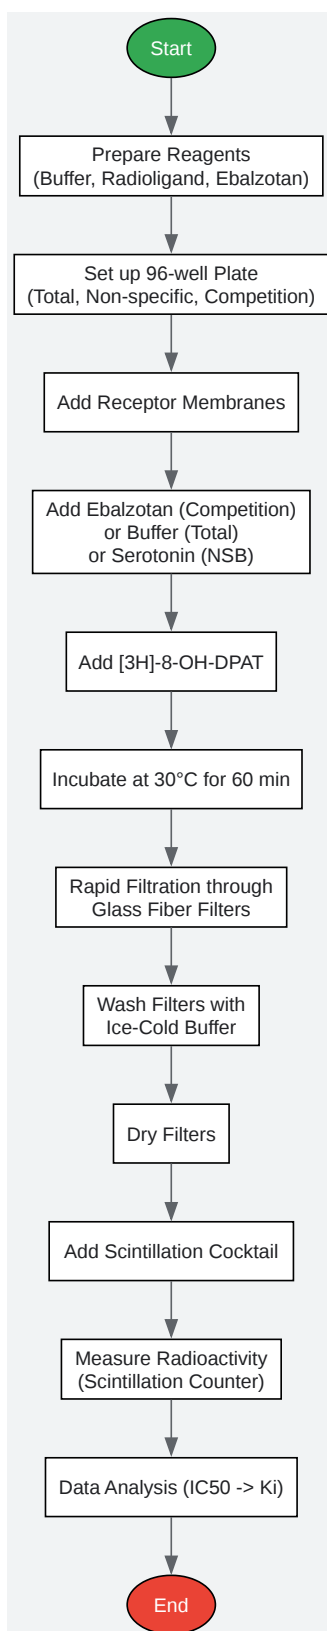 Start
Prepare Reagents
(Buffer, Radioligand, Ebalzotan)
Set up 96-well Plate
(Total, Non-specific, Competition)
Add Receptor Membranes
Add Ebalzotan (Competition)
or Buffer (Total)
or Serotonin (NSB)
Add [3H]-8-OH-DPAT
Incubate at 30°C for 60 min
Rapid Filtration through
Glass Fiber Filters
Wash Filters with
Ice-Cold Buffer
Dry Filters
Add Scintillation Cocktail
Measure Radioactivity
(Scintillation Counter)
Data Analysis (IC50 -> Ki)
End